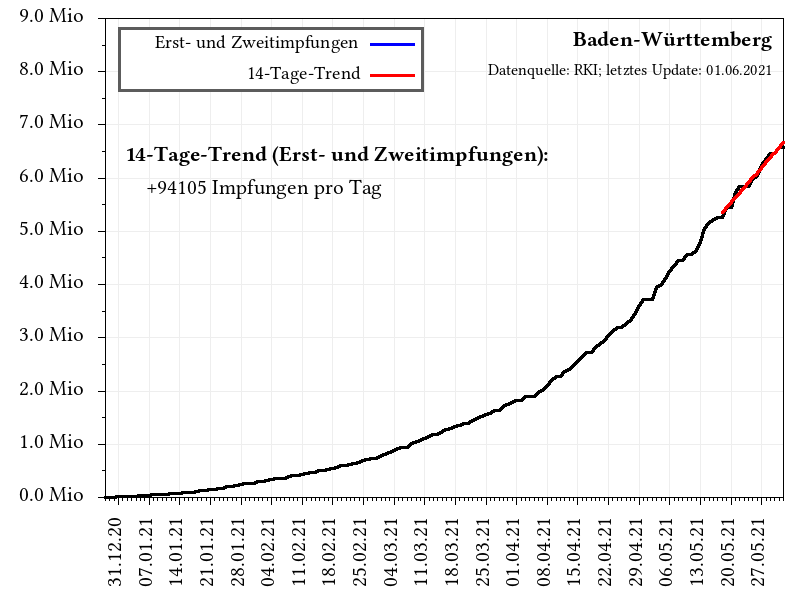 9.0 Mio
8.0 Mio
7.0 Mio
6.0 Mio
5.0 Mio
4.0 Mio
3.0 Mio
2.0 Mio
1.0 Mio
0.0 Mio
Erst- und Zweitimpfungen
14-Tage-Trend
Baden-Württemberg
Datenquelle: RKI; letztes Update: 01.06.2021
14-Tage-Trend (Erst- und Zweitimpfungen):
+94105 Impfungen pro Tag
31.12.20
07.01.21
14.01.21
21.01.21
28.01.21
04.02.21
11.02.21
18.02.21
25.02.21
04.03.21
11.03.21
18.03.21
25.03.21
01.04.21
08.04.21
15.04.21
22.04.21
29.04.21
06.05.21
13.05.21
20.05.21
27.05.21